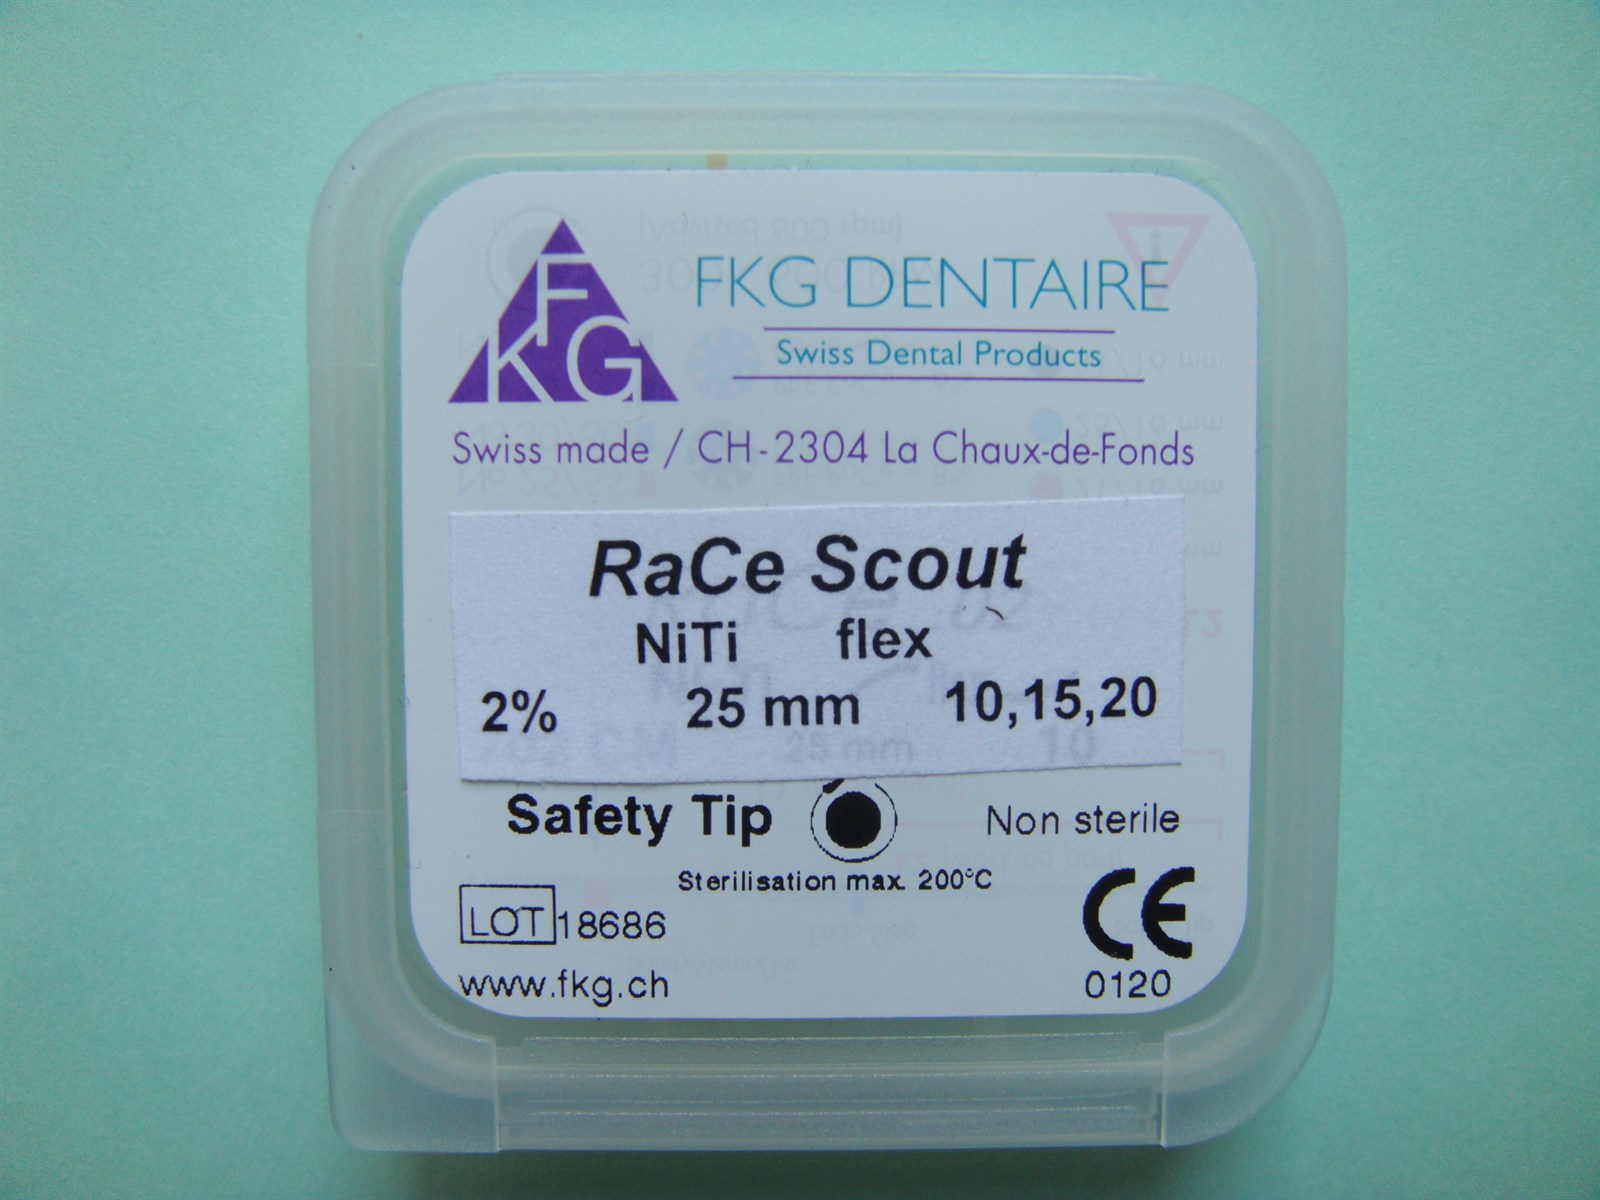 FKG
FKG DENTAIRE
Swiss Dental Products
Swiss made / CH-2304 La Chaux-de-Fonds
RaCe Scout
NiTi flex
2% 25 mm 10,15,20
Safety Tip Non sterile
Sterilisation max. 200°C
LOT 18686
CE
www.fkg.ch 0120